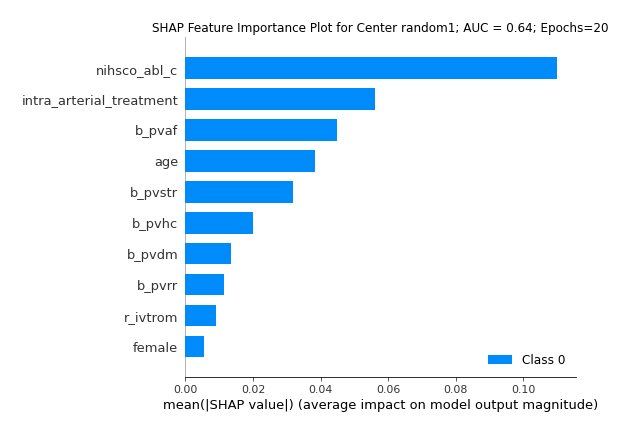 SHAP Feature Importance Plot for Center random1; AUC = 0.64; Epochs=20
nihsco_abl_c
intra_arterial_treatment
b_pvaf
age
b_pvstr
b_pvhc
b_pvdm
b_pvrr
r_ivtrom
female
Class 0
0.00 0.02 0.04 0.06 0.08 0.10
mean(|SHAP value|) (average impact on model output magnitude)